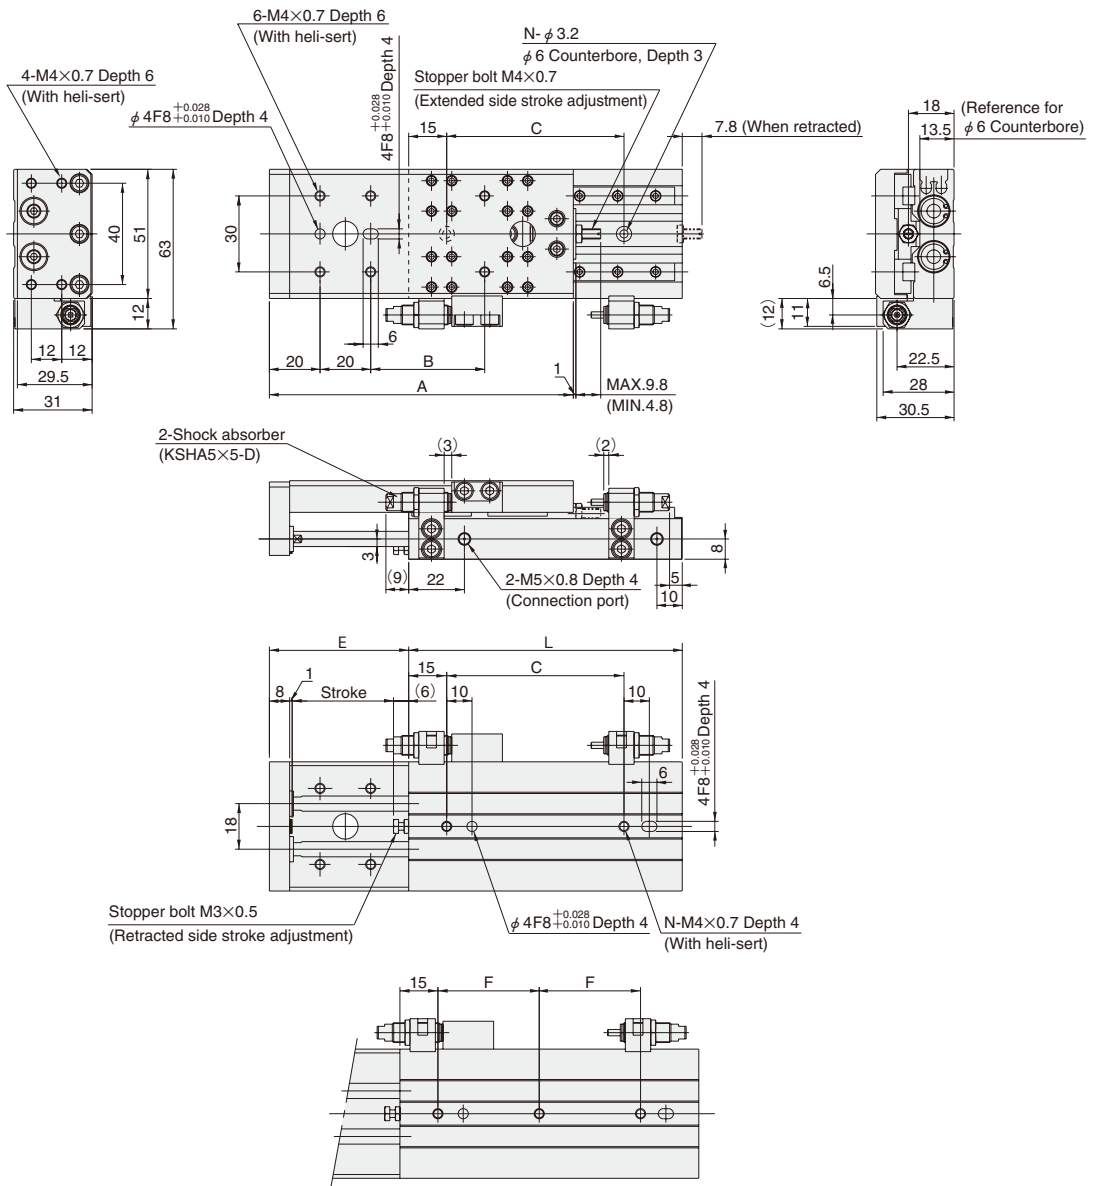 6-M4×0.7 Depth 6
(With heli-sert)
N-φ3.2
φ6 Counterbore, Depth 3
4-M4×0.7 Depth 6
(With heli-sert)
Stopper bolt M4×0.7
(Extended side stroke adjustment)
φ4F8 +0.028 +0.010 Depth 4
4F8 +0.028 +0.010 Depth 4
15
C
7.8 (When retracted)
18
13.5
(Reference for
φ6 Counterbore)
40
51
63
12
12
12
29.5
31
30
6
20
20
B
A
1
MAX.9.8
(MIN.4.8)
6.5
(12)
11
22.5
28
30.5
2-Shock absorber
(KSHA5×5-D)
(3)
(2)
3
8
(9)
22
2-M5×0.8 Depth 4
(Connection port)
5
10
E
L
15
C
1
8
Stroke
(6)
10
10
4F8 +0.028 +0.010 Depth 4
6
18
Stopper bolt M3×0.5
(Retracted side stroke adjustment)
φ4F8 +0.028 +0.010 Depth 4
N-M4×0.7 Depth 4
(With heli-sert)
15
F
F